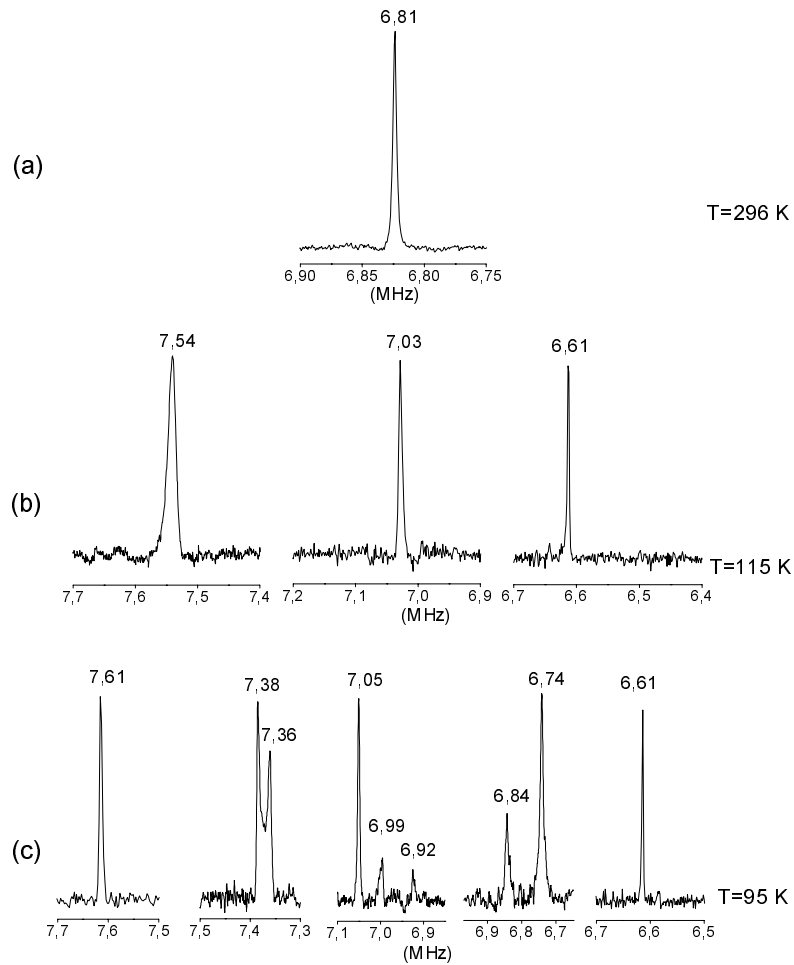 6,81
(a)
T=296 K
6,90 6,85 6,80 6,75
(MHz)
7,54 7,03 6,61
(b)
T=115 K
7,7 7,6 7,5 7,4 7,2 7,1 7,0 6,9 6,7 6,6 6,5 6,4
(MHz)
7,61 7,38 7,05 6,74 6,61
7,36
6,84
6,99
6,92
(c)
T=95 K
7,7 7,6 7,5 7,5 7,4 7,3 7,1 7,0 6,9 6,9 6,8 6,7 6,7 6,6 6,5
(MHz)